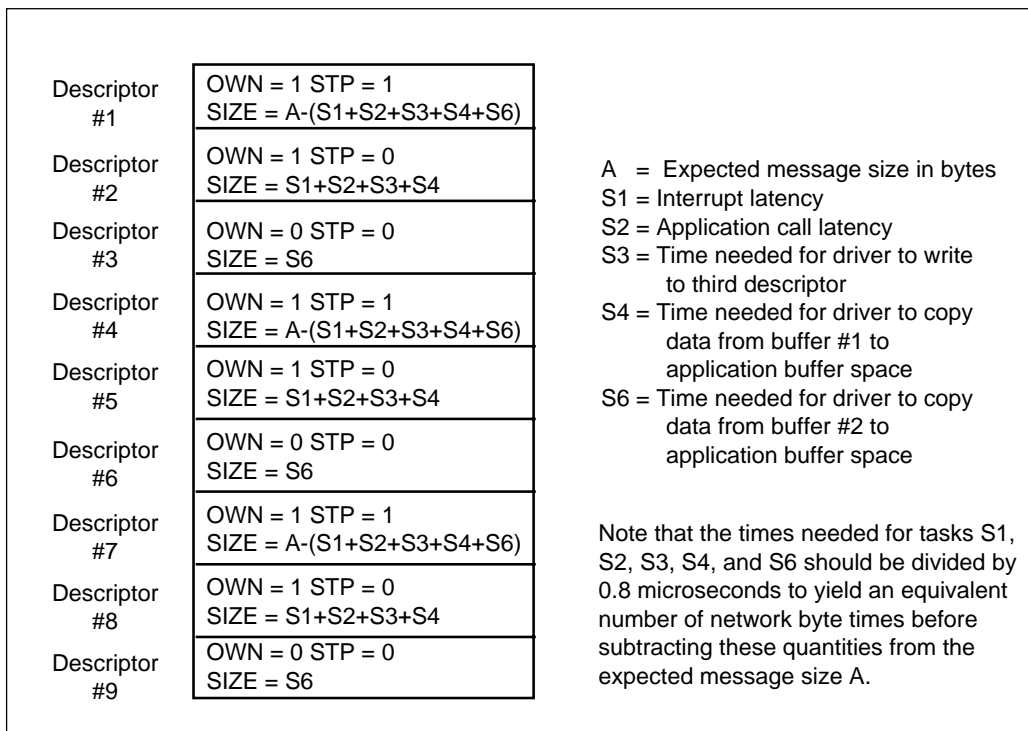 Descriptor
#1
OWN = 1 STP = 1
SIZE = A-(S1+S2+S3+S4+S6)
Descriptor
#2
OWN = 1 STP = 0
SIZE = S1+S2+S3+S4
Descriptor
#3
OWN = 0 STP = 0
SIZE = S6
Descriptor
#4
OWN = 1 STP = 1
SIZE = A-(S1+S2+S3+S4+S6)
Descriptor
#5
OWN = 1 STP = 0
SIZE = S1+S2+S3+S4
Descriptor
#6
OWN = 0 STP = 0
SIZE = S6
Descriptor
#7
OWN = 1 STP = 1
SIZE = A-(S1+S2+S3+S4+S6)
Descriptor
#8
OWN = 1 STP = 0
SIZE = S1+S2+S3+S4
Descriptor
#9
OWN = 0 STP = 0
SIZE = S6
A = Expected message size in bytes
S1 = Interrupt latency
S2 = Application call latency
S3 = Time needed for driver to write
to third descriptor
S4 = Time needed for driver to copy
data from buffer #1 to
application buffer space
S6 = Time needed for driver to copy
data from buffer #2 to
application buffer space
Note that the times needed for tasks S1,
S2, S3, S4, and S6 should be divided by
0.8 microseconds to yield an equivalent
number of network byte times before
subtracting these quantities from the
expected message size A.